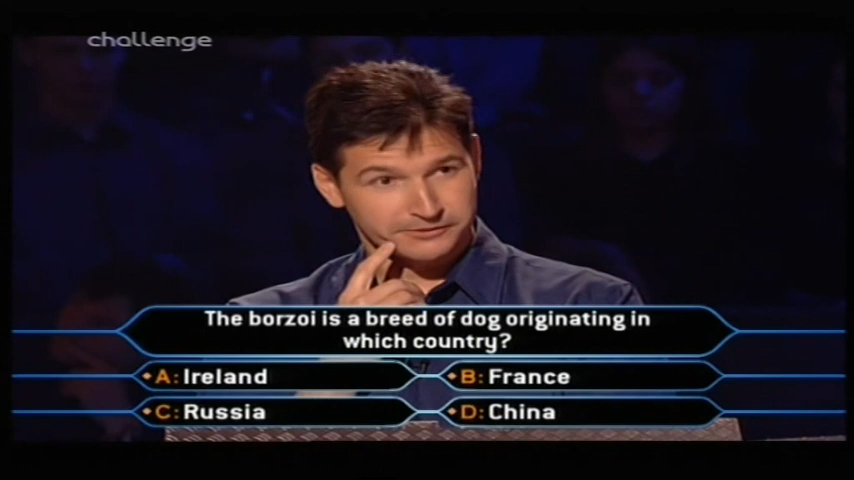 challenge
The borzoi is a breed of dog originating in
which country?
A: Ireland
B: France
C: Russia
D: China